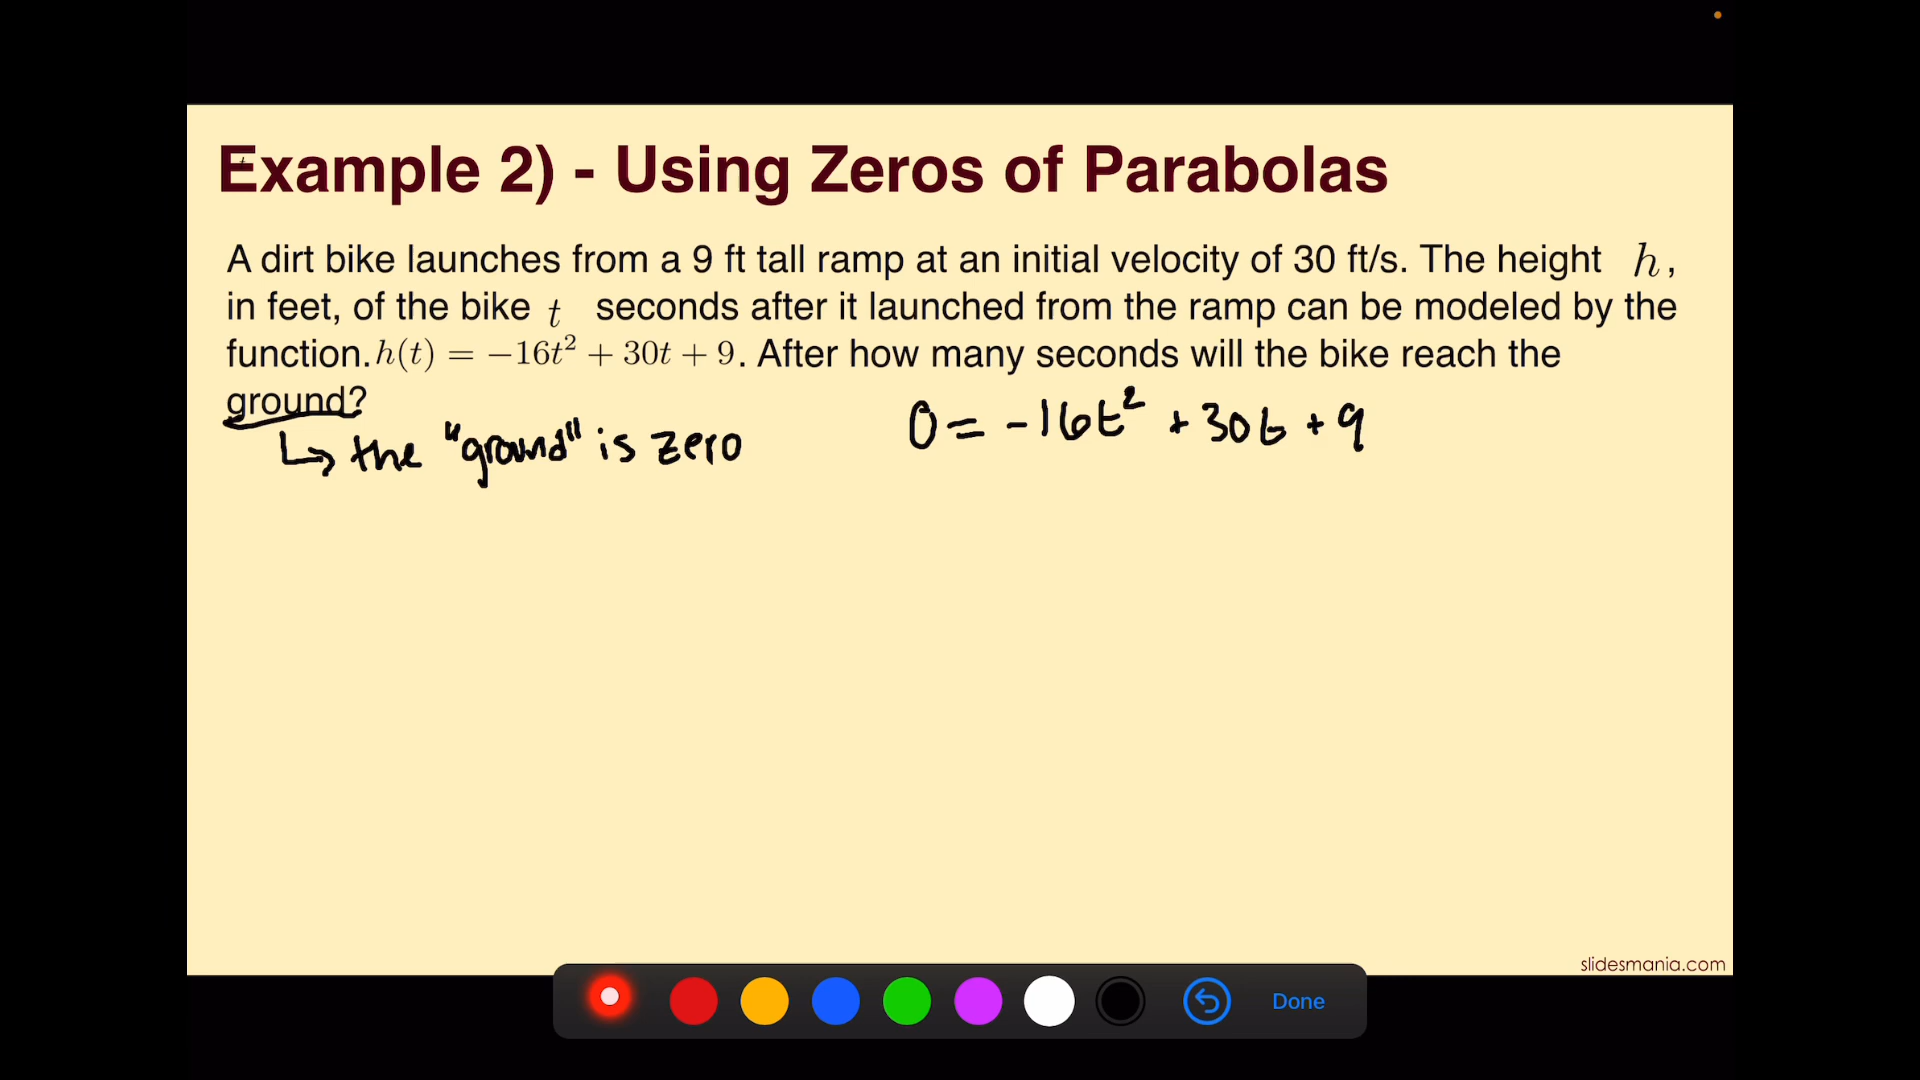 Example 2) - Using Zeros of Parabolas
A dirt bike launches from a 9 ft tall ramp at an initial velocity of 30 ft/s. The height h,
in feet, of the bike t seconds after it launched from the ramp can be modeled by the
function. h(t) = −16t² + 30t + 9. After how many seconds will the bike reach the
ground?
0 = -16t² + 30t + 9
↳ the "ground" is zero
slidesmania.com
Done